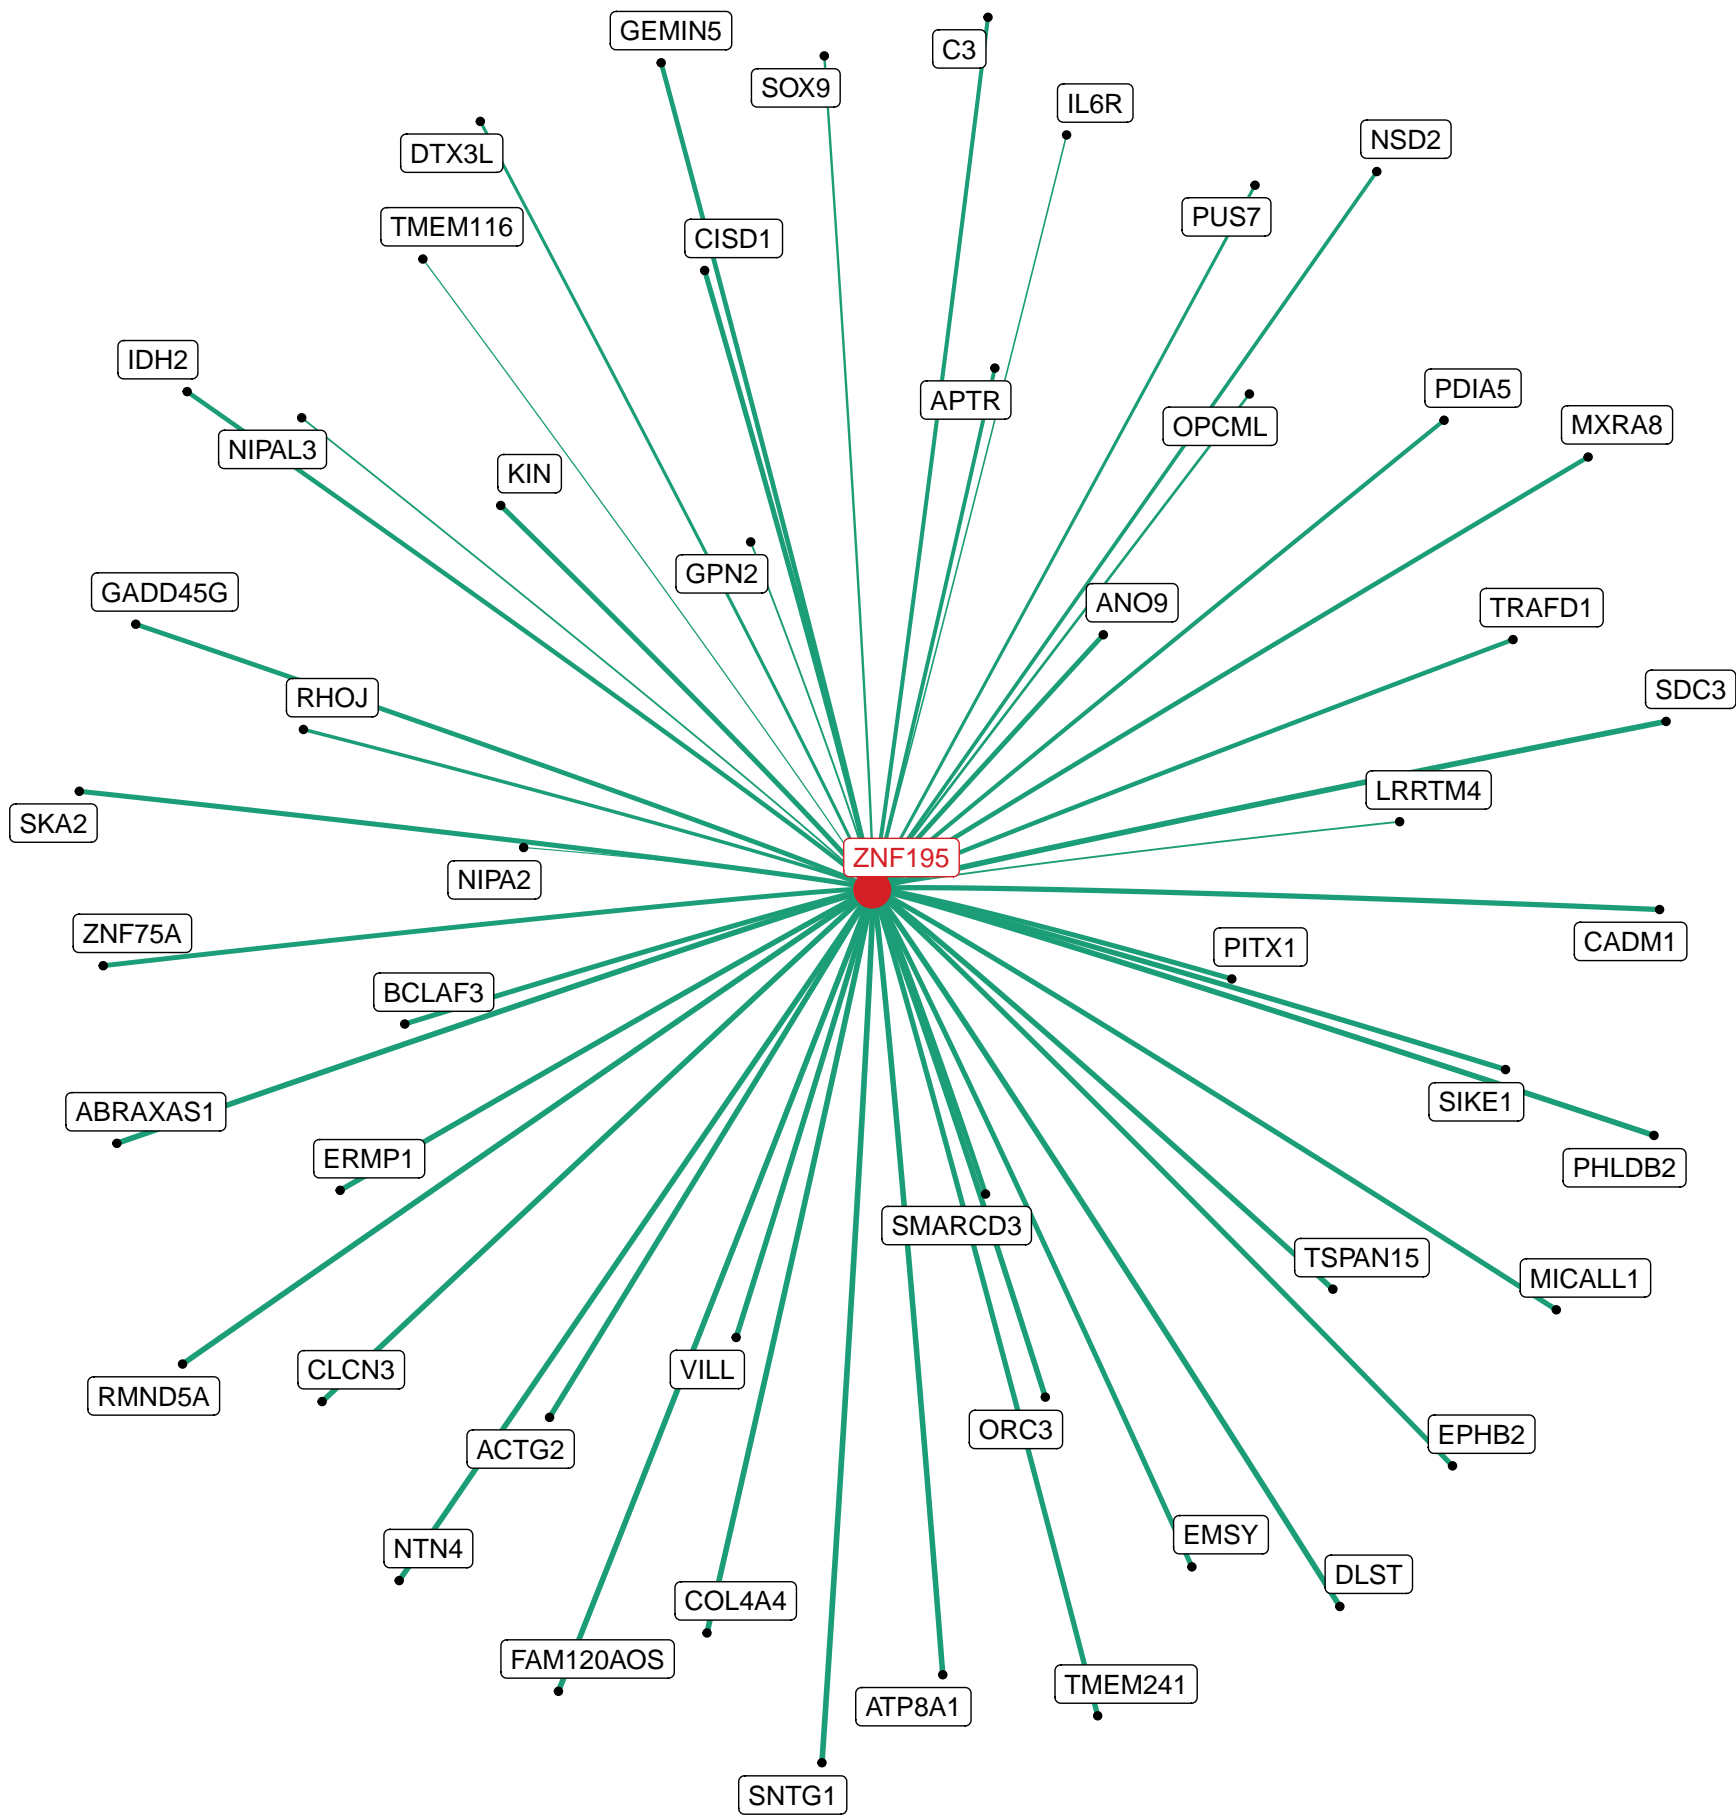 GEMIN5
C3
SOX9
IL6R
NSD2
DTX3L
PUS7
TMEM116
CISD1
IDH2
PDIA5
APTR
MXRA8
OPCML
NIPAL3
KIN
GPN2
GADD45G
ANO9
TRAFD1
SDC3
RHOJ
LRRTM4
SKA2
ZNF195
NIPA2
ZNF75A
CADM1
PITX1
BCLAF3
SIKE1
ABRAXAS1
ERMP1
PHLDB2
SMARCD3
TSPAN15
MICALL1
CLCN3
VILL
RMND5A
ORC3
EPHB2
ACTG2
EMSY
NTN4
DLST
COL4A4
FAM120AOS
TMEM241
ATP8A1
SNTG1